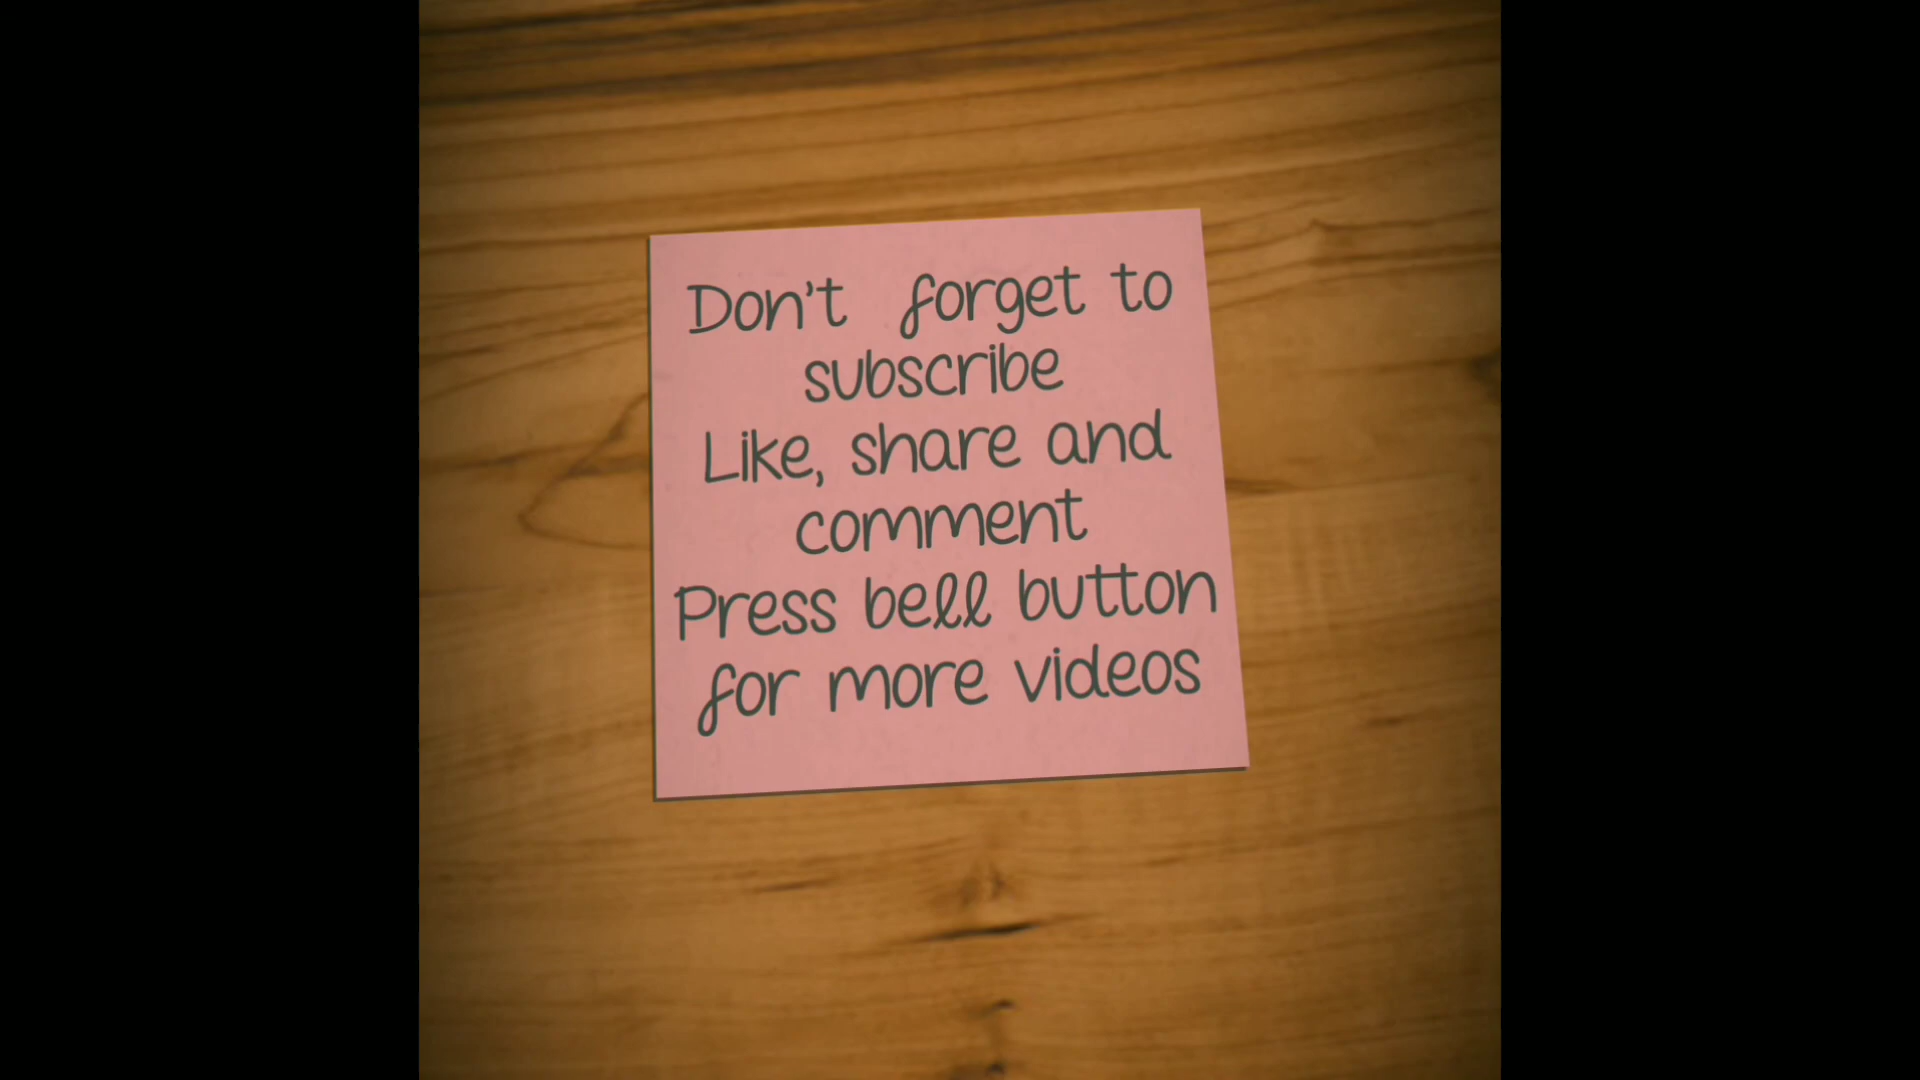 Don't forget to
subscribe
Like, share and
comment
Press bell button
for more videos